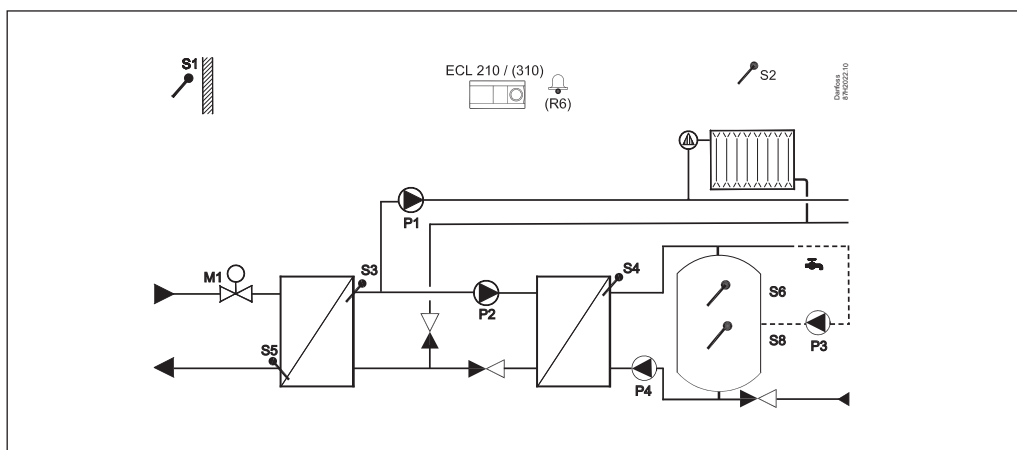 S1
ECL 210 / (310)
(R6)
S2
Danfoss
87H2022.10
P1
M1
S3
S4
P2
S6
S5
S8
P3
P4